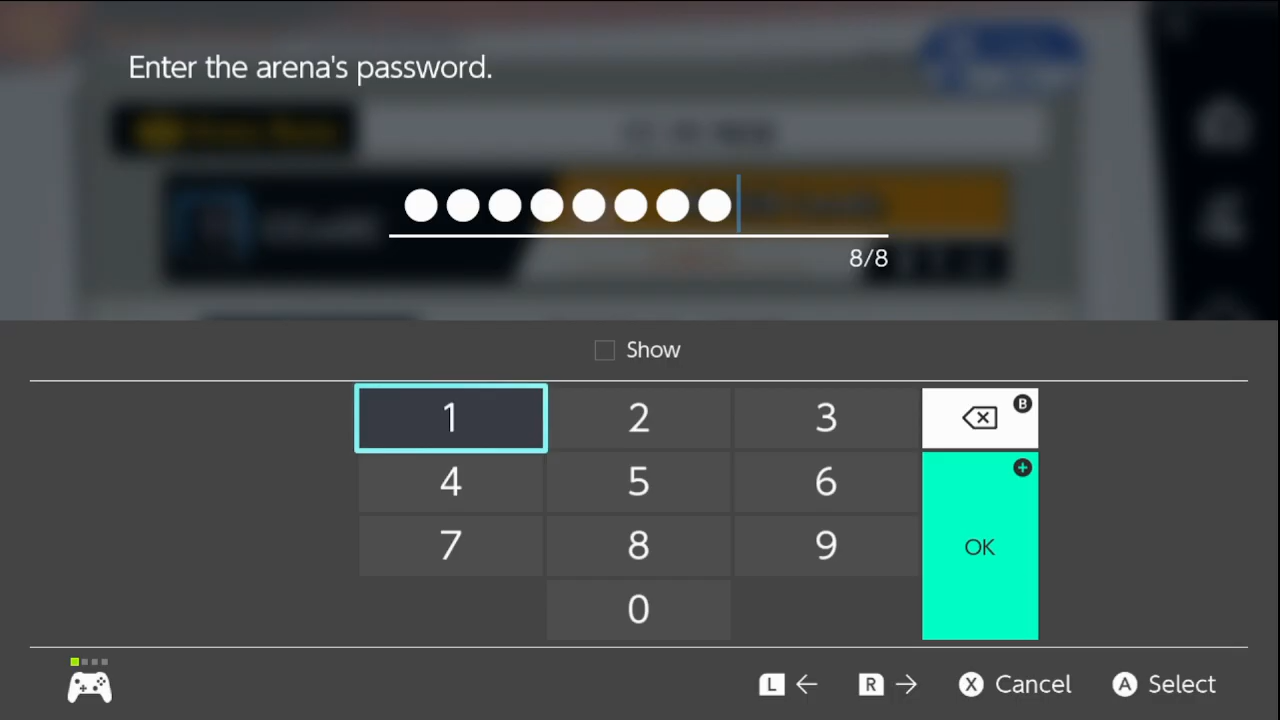 Enter the arena's password.
8/8
Show
1 2 3 B
4 5 6 +
7 8 9 OK
0
L ← R → X Cancel A Select